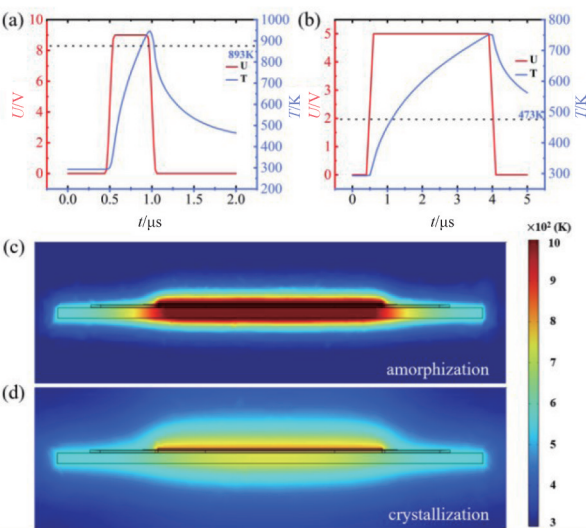 (a)
10
8
6
4
2
0
U/V
893K
U
T
1000
900
800
700
600
500
400
300
200
T/K
0.0 0.5 1.0 1.5 2.0
t/μs
(b)
5
4
3
2
1
0
U/V
473K
U
T
800
700
600
500
400
300
T/K
0 1 2 3 4 5
t/μs
(c)
amorphization
(d)
crystallization
×10² (K)
10
9
8
7
6
5
4
3